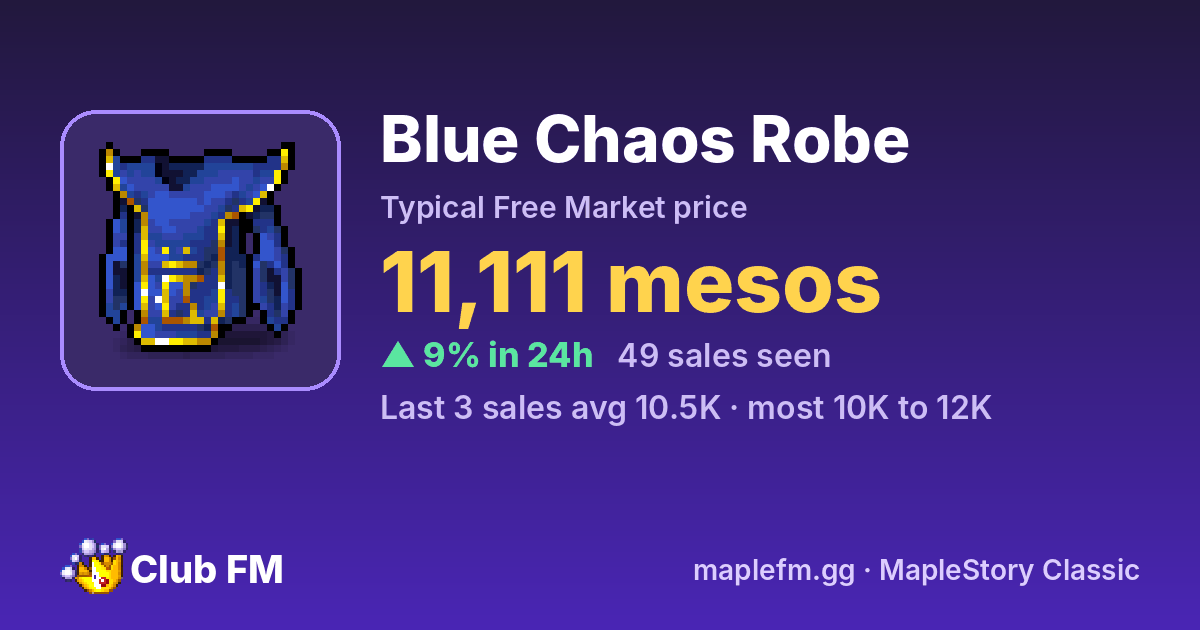 Blue Chaos Robe
Typical Free Market price
11,111 mesos
▲ 9% in 24h 49 sales seen
Last 3 sales avg 10.5K · most 10K to 12K
Club FM
maplefm.gg · MapleStory Classic